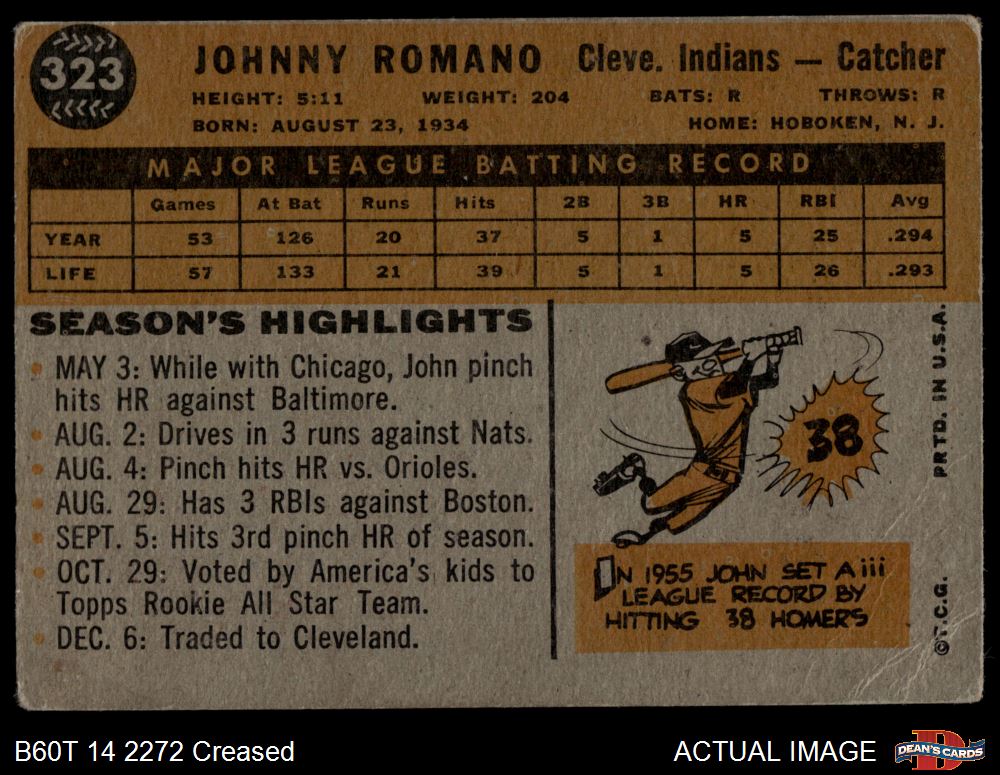 323
JOHNNY ROMANO Cleve. Indians — Catcher
HEIGHT: 5:11 WEIGHT: 204 BATS: R THROWS: R
BORN: AUGUST 23, 1934 HOME: HOBOKEN, N. J.
MAJOR LEAGUE BATTING RECORD
Games At Bat Runs Hits 2B 3B HR RBI Avg
YEAR 53 126 20 37 5 1 5 25 .294
LIFE 57 133 21 39 5 1 5 26 .293
SEASON'S HIGHLIGHTS
• MAY 3: While with Chicago, John pinch
hits HR against Baltimore.
• AUG. 2: Drives in 3 runs against Nats.
• AUG. 4: Pinch hits HR vs. Orioles.
• AUG. 29: Has 3 RBIs against Boston.
• SEPT. 5: Hits 3rd pinch HR of season.
• OCT. 29: Voted by America's kids to
Topps Rookie All Star Team.
• DEC. 6: Traded to Cleveland.
38
IN 1955 JOHN SET A iii
LEAGUE RECORD BY
HITTING 38 HOMERS
©T.C.G. PRTD. IN U.S.A.
B60T 14 2272 Creased
ACTUAL IMAGE
D
DEAN'S CARDS